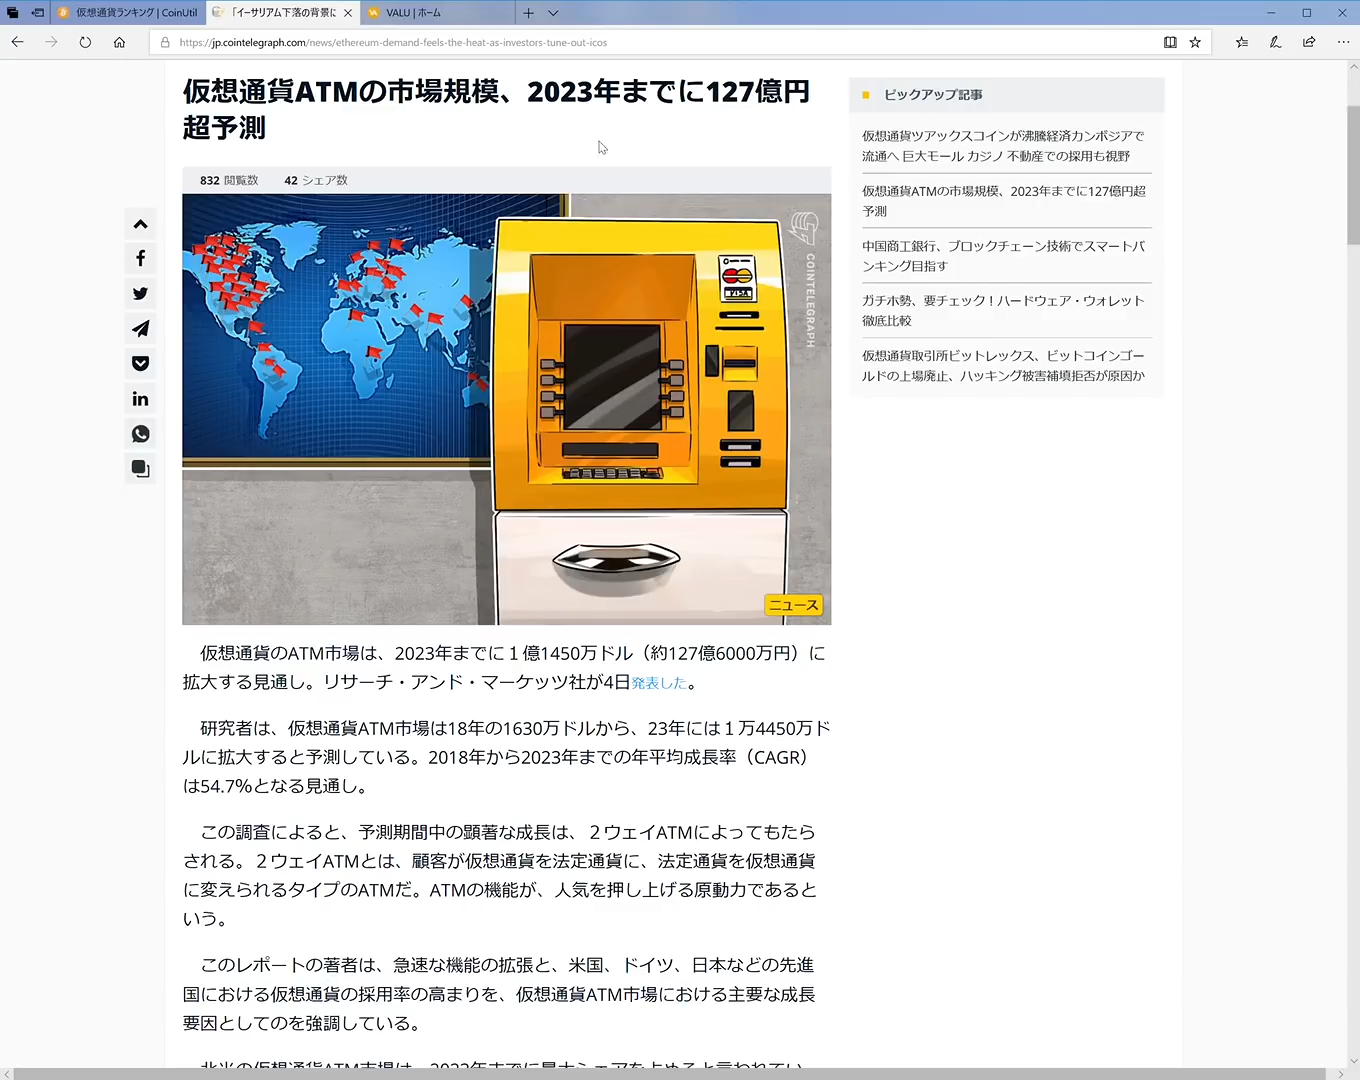 仮想通貨ランキング | CoinUtil
「イーサリアム下落の背景に
VALU | ホーム
https://jp.cointelegraph.com/news/ethereum-demand-feels-the-heat-as-investors-tune-out-icos
仮想通貨ATMの市場規模、2023年までに127億円
超予測
832 閲覧数 42 シェア数
COINTELEGRAPH
VISA
ニュース
仮想通貨のATM市場は、2023年までに１億1450万ドル（約127億6000万円）に
拡大する見通し。リサーチ・アンド・マーケッツ社が4日発表した。
研究者は、仮想通貨ATM市場は18年の1630万ドルから、23年には１万4450万ド
ルに拡大すると予測している。2018年から2023年までの年平均成長率（CAGR）
は54.7%となる見通し。
この調査によると、予測期間中の顕著な成長は、２ウェイATMによってもたら
される。２ウェイATMとは、顧客が仮想通貨を法定通貨に、法定通貨を仮想通貨
に変えられるタイプのATMだ。ATMの機能が、人気を押し上げる原動力であると
いう。
このレポートの著者は、急速な機能の拡張と、米国、ドイツ、日本などの先進
国における仮想通貨の採用率の高まりを、仮想通貨ATM市場における主要な成長
要因としてのを強調している。
ピックアップ記事
仮想通貨ツアックスコインが沸騰経済カンボジアで
流通へ 巨大モール カジノ 不動産での採用も視野
仮想通貨ATMの市場規模、2023年までに127億円超
予測
中国商工銀行、ブロックチェーン技術でスマートバ
ンキング目指す
ガチホ勢、要チェック！ハードウェア・ウォレット
徹底比較
仮想通貨取引所ビットレックス、ビットコインゴー
ルドの上場廃止、ハッキング被害補填拒否が原因か